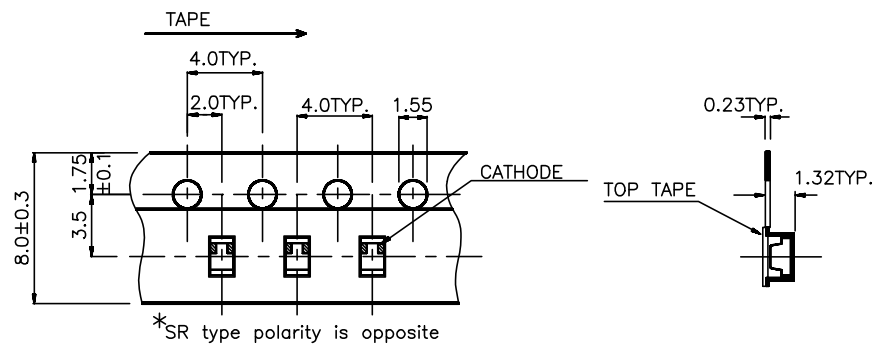 TAPE
4.0TYP.
2.0TYP.
4.0TYP.
1.55
0.23TYP.
8.0±0.3
1.75
±0.1
3.5
CATHODE
TOP TAPE
1.32TYP.
*SR type polarity is opposite